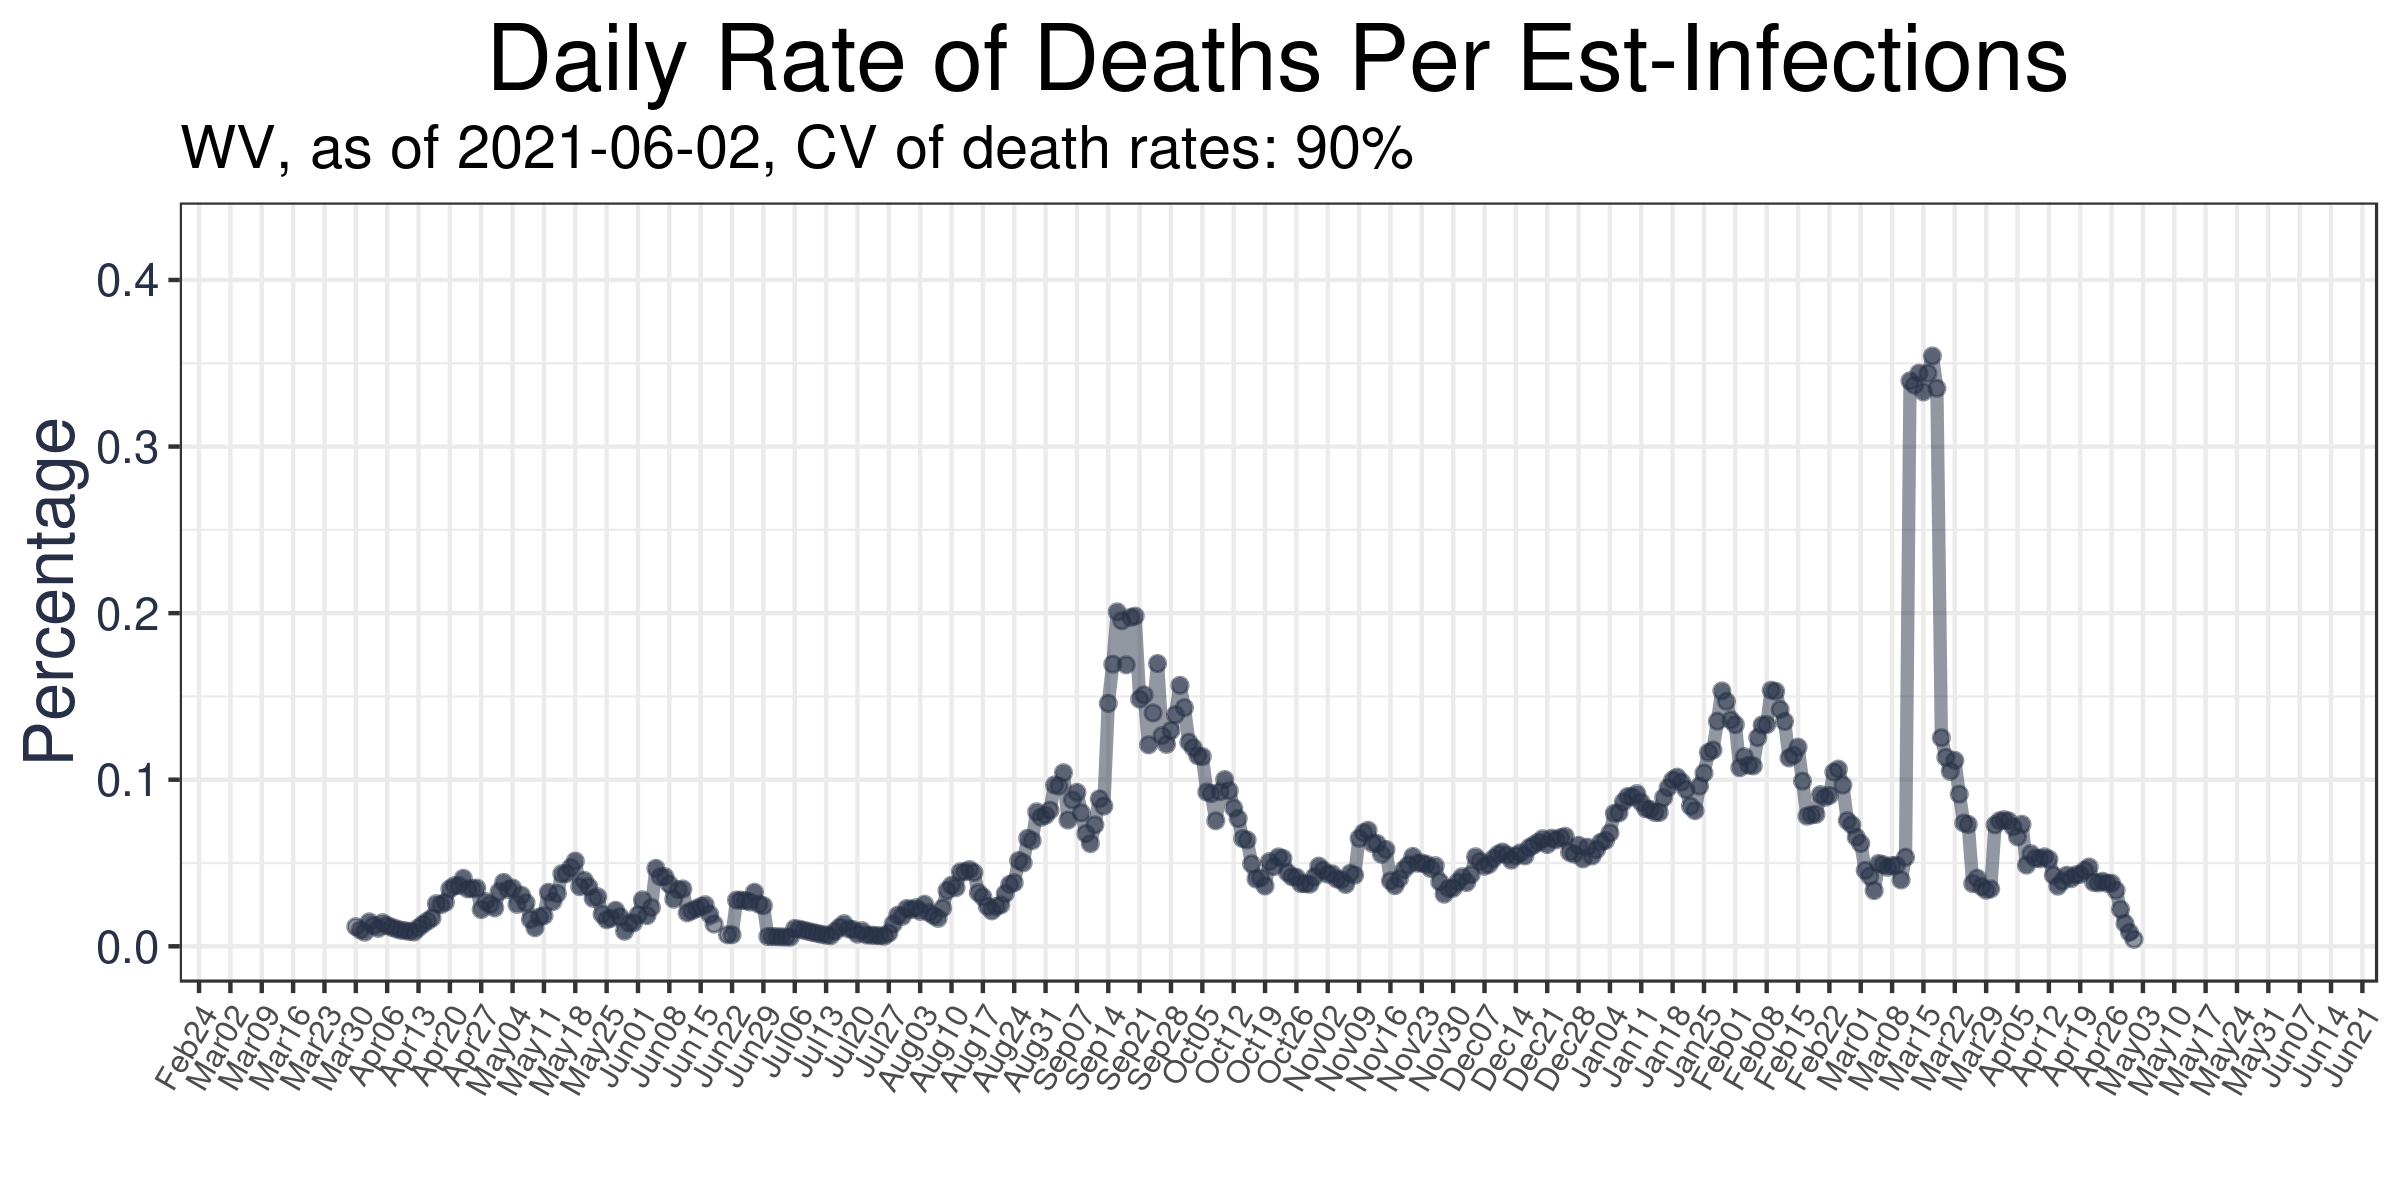 Daily Rate of Deaths Per Est-Infections
WV, as of 2021-06-02, CV of death rates: 90%
Percentage
0.4
0.3
0.2
0.1
0.0
Feb24
Mar02
Mar09
Mar16
Mar23
Mar30
Apr06
Apr13
Apr20
Apr27
May04
May11
May18
May25
Jun01
Jun08
Jun15
Jun22
Jun29
Jul06
Jul13
Jul20
Jul27
Aug03
Aug10
Aug17
Aug24
Aug31
Sep07
Sep14
Sep21
Sep28
Oct05
Oct12
Oct19
Oct26
Nov02
Nov09
Nov16
Nov23
Nov30
Dec07
Dec14
Dec21
Dec28
Jan04
Jan11
Jan18
Jan25
Feb01
Feb08
Feb15
Feb22
Mar01
Mar08
Mar15
Mar22
Mar29
Apr05
Apr12
Apr19
Apr26
May03
May10
May17
May24
May31
Jun07
Jun14
Jun21